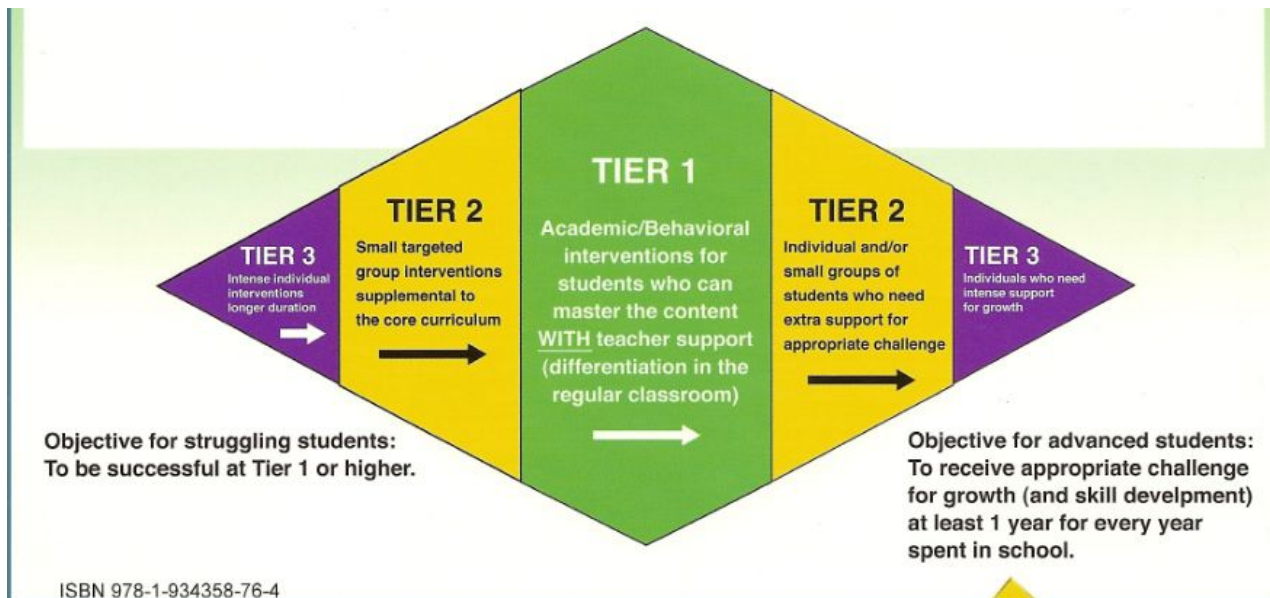 TIER 3
Intense individual
interventions
longer duration
TIER 2
Small targeted
group interventions
supplemental to
the core curriculum
TIER 1
Academic/Behavioral
interventions for
students who can
master the content
WITH teacher support
(differentiation in the
regular classroom)
TIER 2
Individual and/or
small groups of
students who need
extra support for
appropriate challenge
TIER 3
Individuals who need
intense support
for growth
Objective for struggling students:
To be successful at Tier 1 or higher.
Objective for advanced students:
To receive appropriate challenge
for growth (and skill develpment)
at least 1 year for every year
spent in school.
ISBN 978-1-934358-76-4